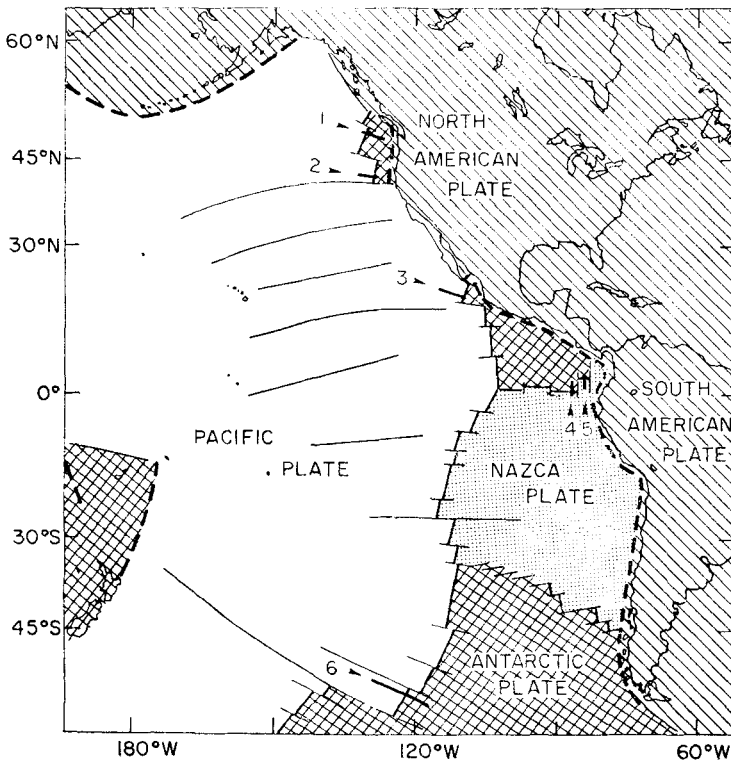 60°N
1
NORTH
45°N
AMERICAN
2
PLATE
30°N
3
0°
SOUTH
4 5
AMERICAN
PACIFIC
PLATE
NAZCA
PLATE
PLATE
30°S
45°S
6
ANTARCTIC
PLATE
180°W
120°W
60°W